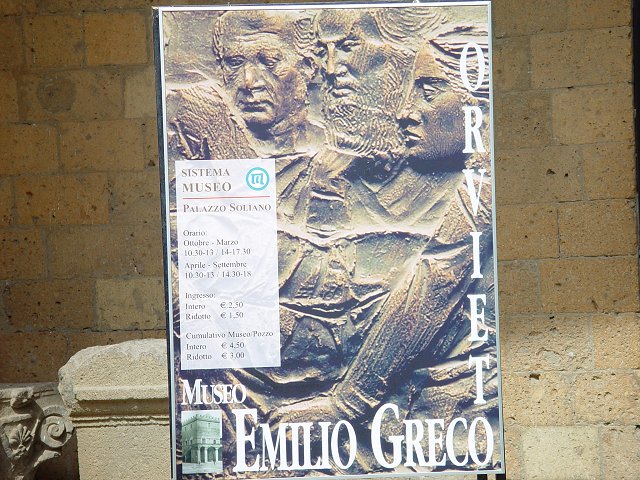 ORVIETO
SISTEMA
MUSEO
PALAZZO SOLIANO
Orario:
Ottobre - Marzo
10.30-13 / 14-17.30
Aprile - Settembre
10.30-13 / 14.30-18
Ingresso:
Intero € 2,50
Ridotto € 1,50
Cumulativo Museo/Pozzo
Intero € 4,50
Ridotto € 3,00
MUSEO
EMILIO GRECO